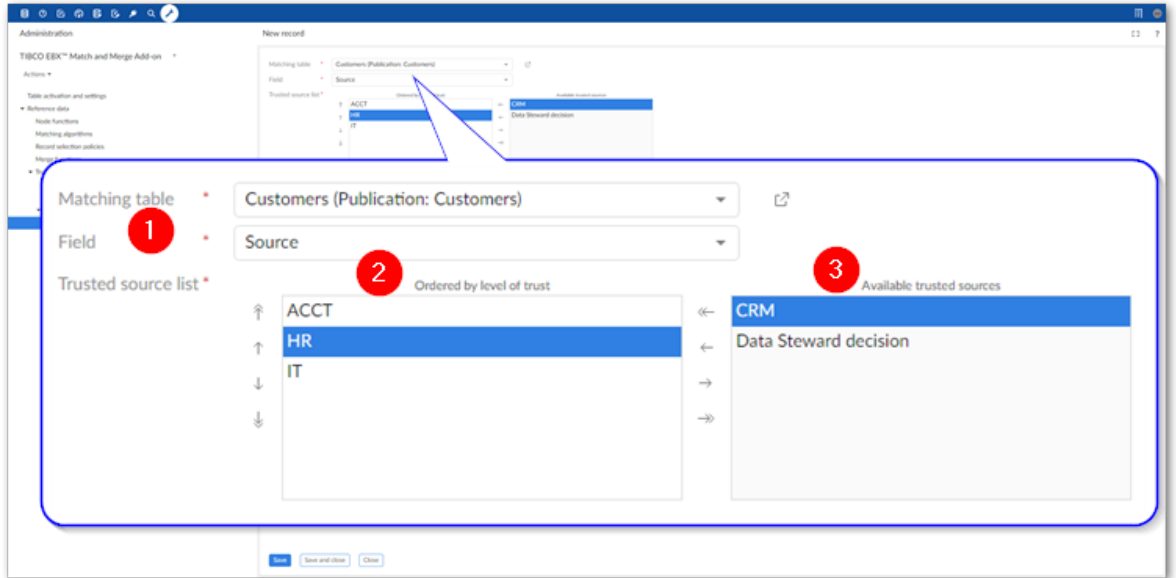 Administration
New record
TIBCO EBX™ Match and Merge Add-on
Actions
Matching table * Customers (Publication: Customers)
Field * Source
Table activation and settings
Trusted source list *
Reference data
ACCT CRM
Node functions
HR Data Steward decision
Matching algorithms
IT
Record selection policies
Matching table * Customers (Publication: Customers)
1
Field * Source
Trusted source list * 2 Ordered by level of trust 3 Available trusted sources
ACCT CRM
HR Data Steward decision
IT
Save Save and close Close